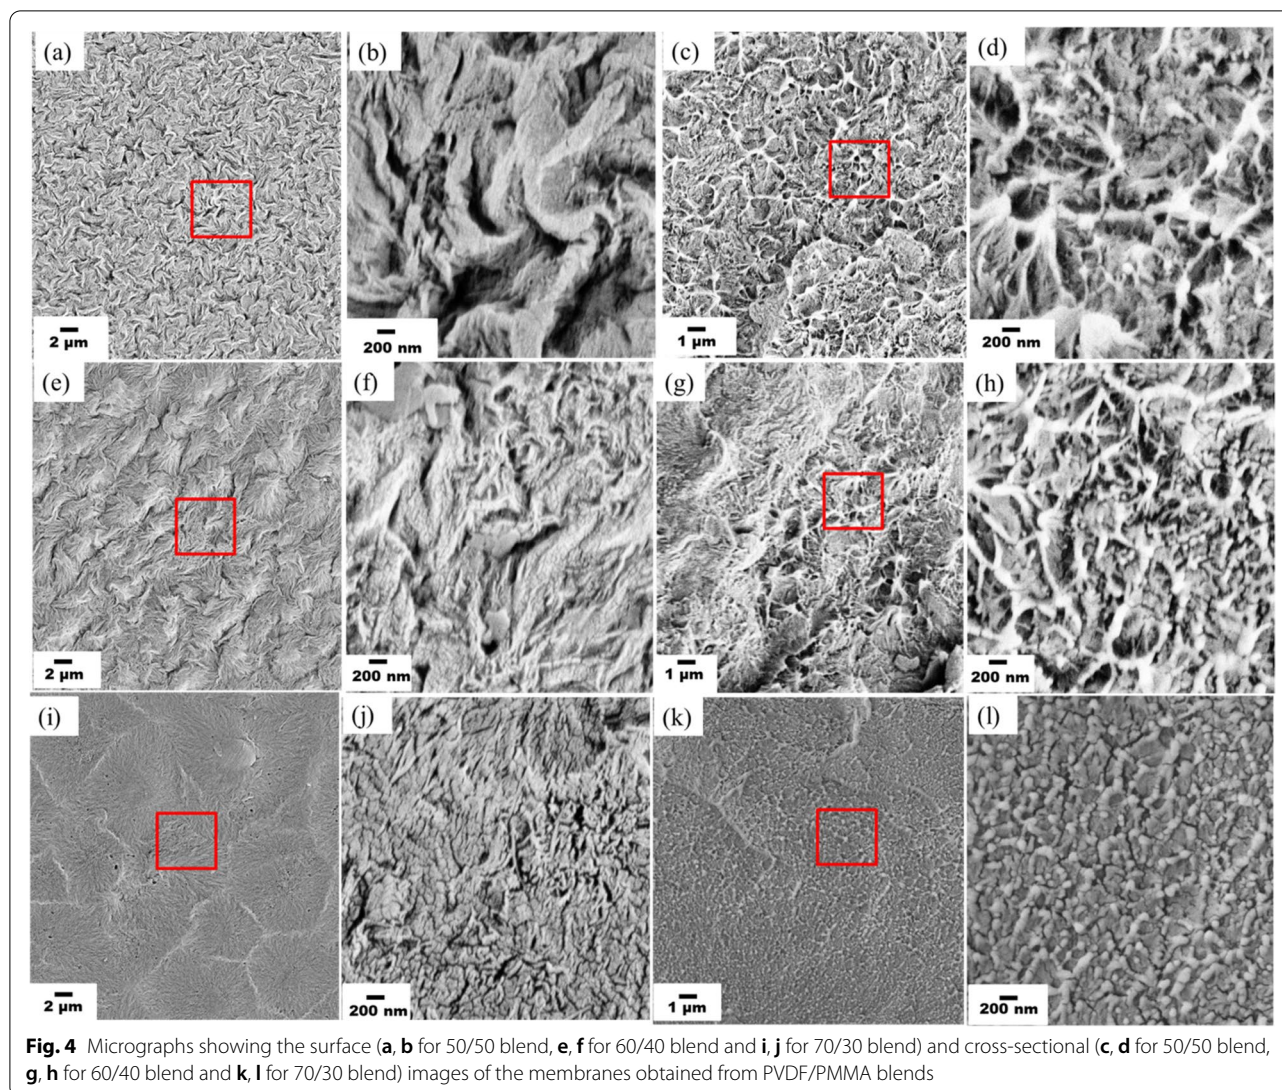 (a) (b) (c) (d)
2 µm 200 nm 1 µm 200 nm
(e) (f) (g) (h)
2 µm 200 nm 1 µm 200 nm
(i) (j) (k) (l)
2 µm 200 nm 1 µm 200 nm
Fig. 4 Micrographs showing the surface (a, b for 50/50 blend, e, f for 60/40 blend and i, j for 70/30 blend) and cross-sectional (c, d for 50/50 blend,
g, h for 60/40 blend and k, l for 70/30 blend) images of the membranes obtained from PVDF/PMMA blends